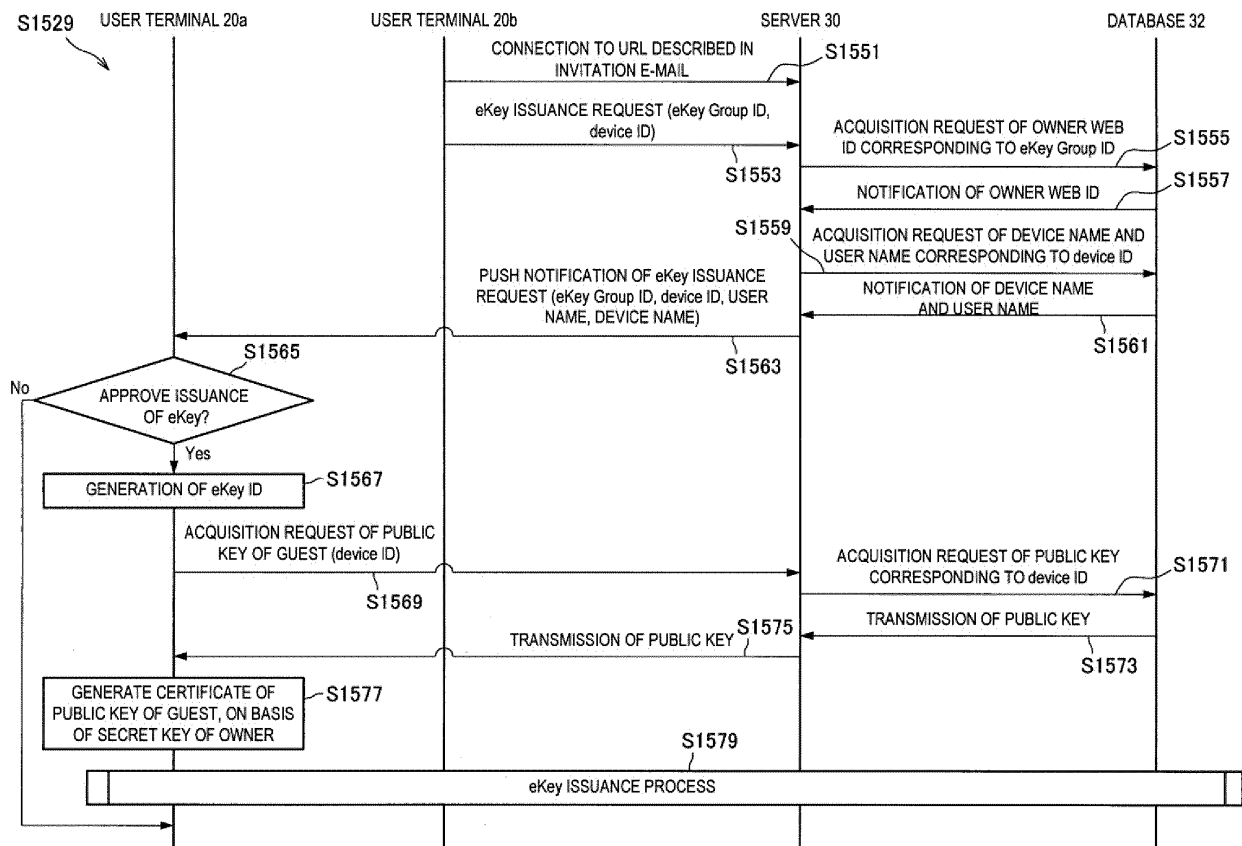 S1529
USER TERMINAL 20a
USER TERMINAL 20b
SERVER 30
DATABASE 32
CONNECTION TO URL DESCRIBED IN
INVITATION E-MAIL
S1551
eKey ISSUANCE REQUEST (eKey Group ID,
device ID)
S1553
ACQUISITION REQUEST OF OWNER WEB
ID CORRESPONDING TO eKey Group ID
S1555
NOTIFICATION OF OWNER WEB ID
S1557
S1559
ACQUISITION REQUEST OF DEVICE NAME AND
USER NAME CORRESPONDING TO device ID
NOTIFICATION OF DEVICE NAME
AND USER NAME
S1561
PUSH NOTIFICATION OF eKey ISSUANCE
REQUEST (eKey Group ID, device ID, USER
NAME, DEVICE NAME)
S1563
S1565
No
APPROVE ISSUANCE
OF eKey?
Yes
GENERATION OF eKey ID
S1567
ACQUISITION REQUEST OF PUBLIC
KEY OF GUEST (device ID)
S1569
ACQUISITION REQUEST OF PUBLIC KEY
CORRESPONDING TO device ID
S1571
TRANSMISSION OF PUBLIC KEY
S1573
TRANSMISSION OF PUBLIC KEY
S1575
GENERATE CERTIFICATE OF
PUBLIC KEY OF GUEST, ON BASIS
OF SECRET KEY OF OWNER
S1577
S1579
eKey ISSUANCE PROCESS